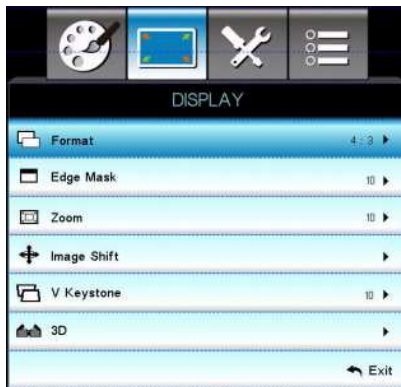 DISPLAY
Format 4:3
Edge Mask 10
Zoom 10
Image Shift
V Keystone 10
3D
Exit